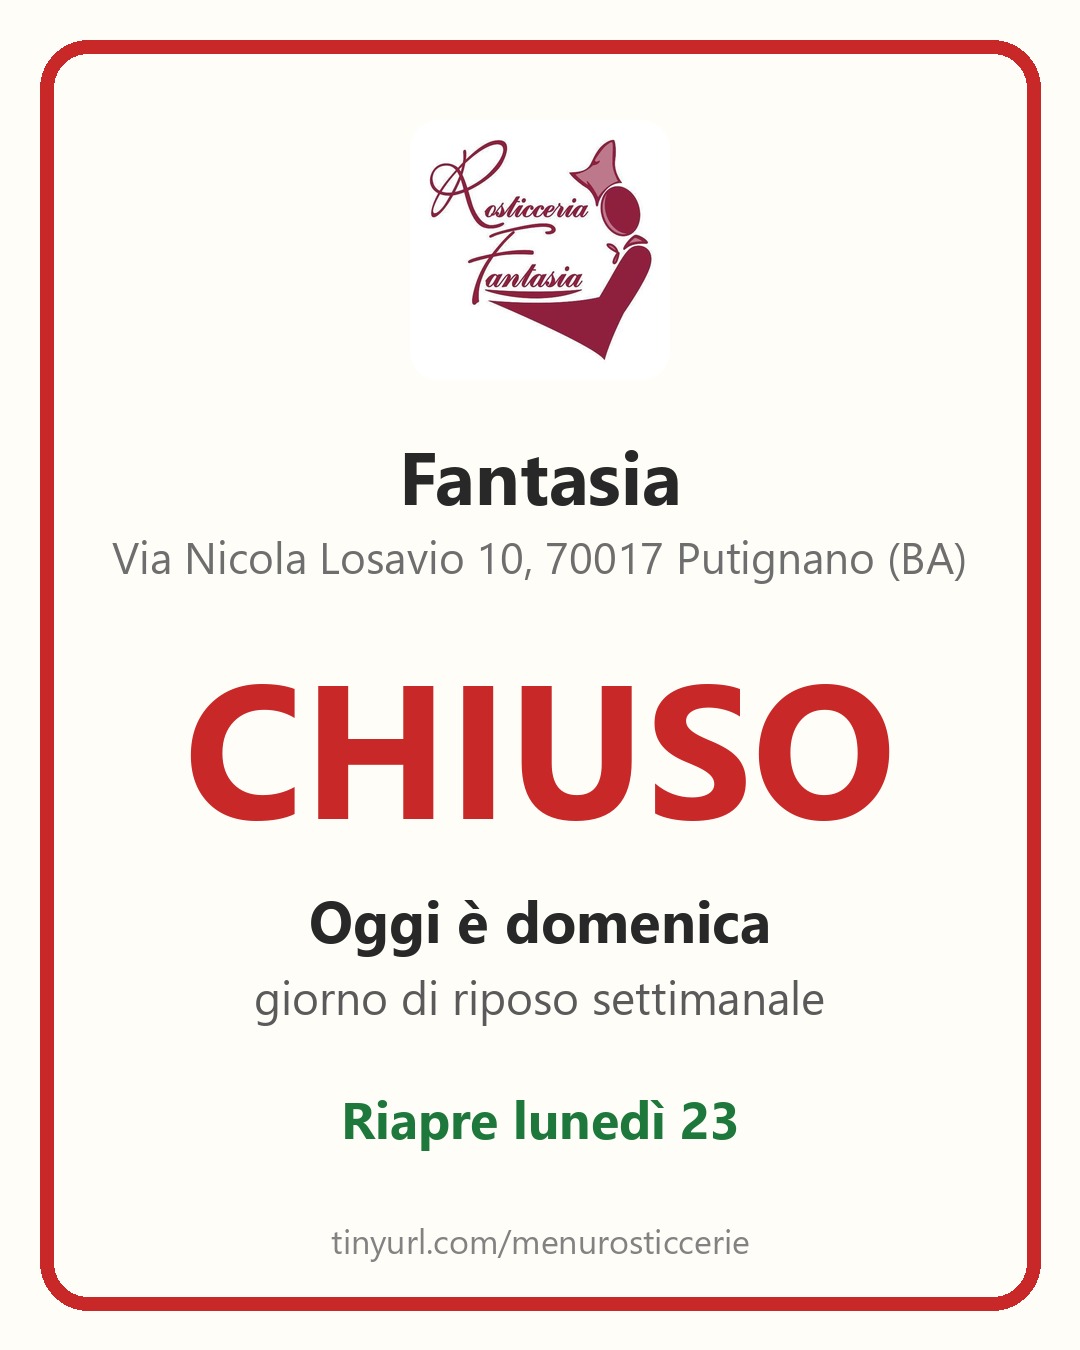 Rosticceria
Fantasia
Fantasia
Via Nicola Losavio 10, 70017 Putignano (BA)
CHIUSO
Oggi è domenica
giorno di riposo settimanale
Riapre lunedì 23
tinyurl.com/menurosticcerie